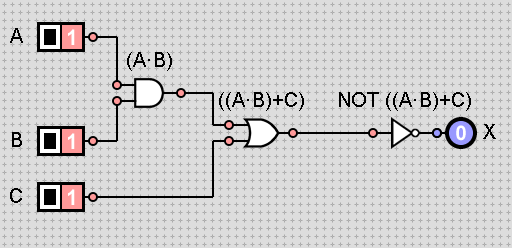 A 1
(A·B)
((A·B)+C) NOT ((A·B)+C)
B 1 0 X
C 1